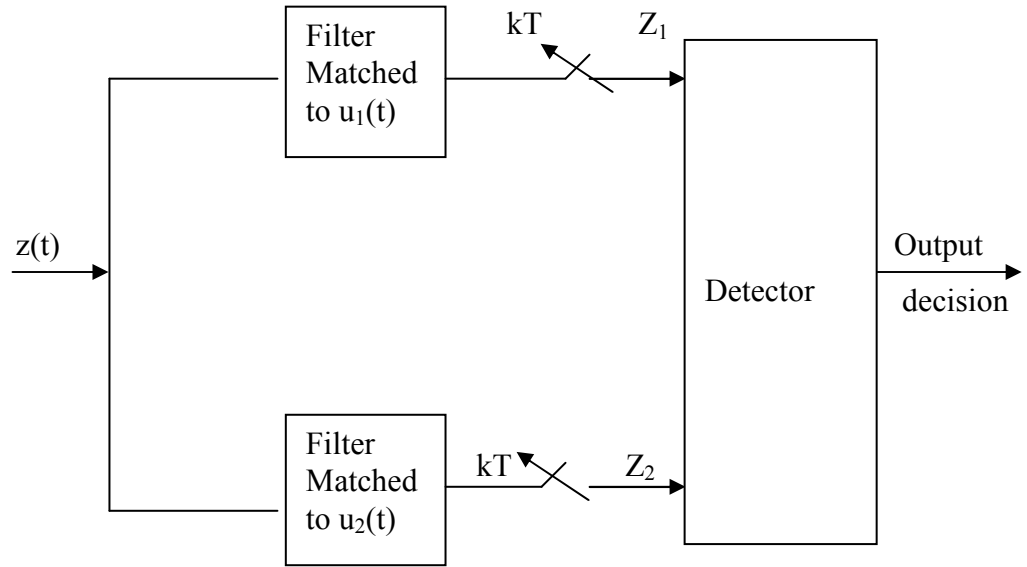 Filter
Matched
to u₁(t)
kT
Z₁
z(t)
Detector
Output
decision
Filter
Matched
to u₂(t)
kT
Z₂